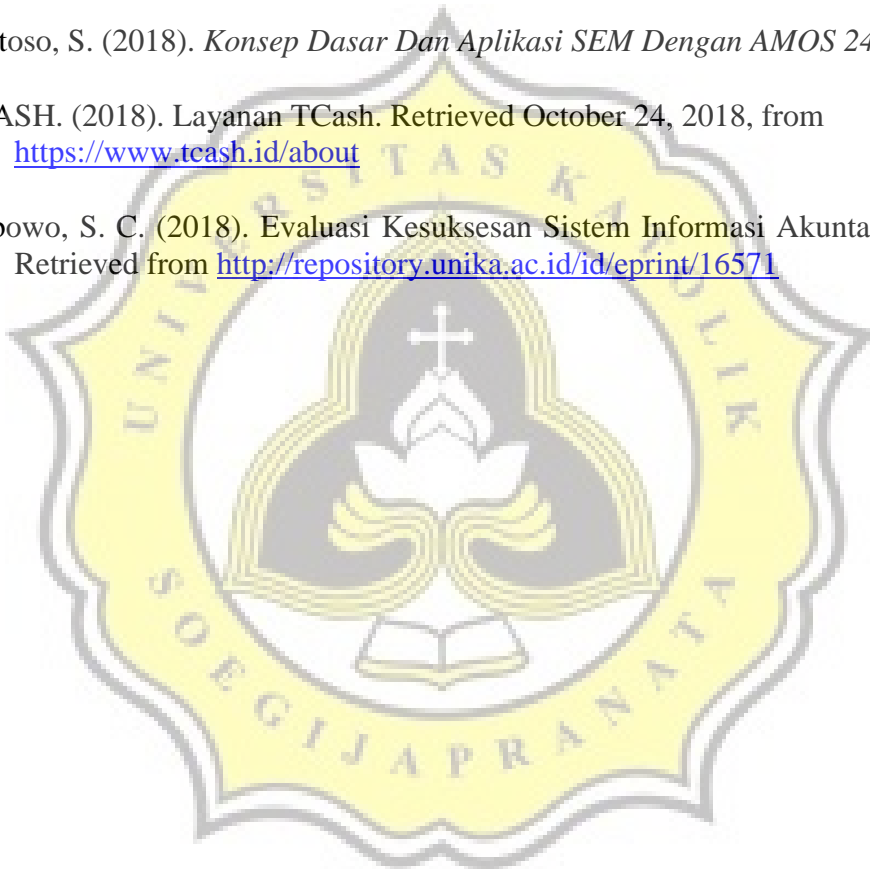 toso, S. (2018). Konsep Dasar Dan Aplikasi SEM Dengan AMOS 24
ASH. (2018). Layanan TCash. Retrieved October 24, 2018, from
https://www.tcash.id/about
owo, S. C. (2018). Evaluasi Kesuksesan Sistem Informasi Akunta
Retrieved from http://repository.unika.ac.id/id/eprint/16571
UNIVERSITAS KATOLIK
SOEGIJAPRANATA